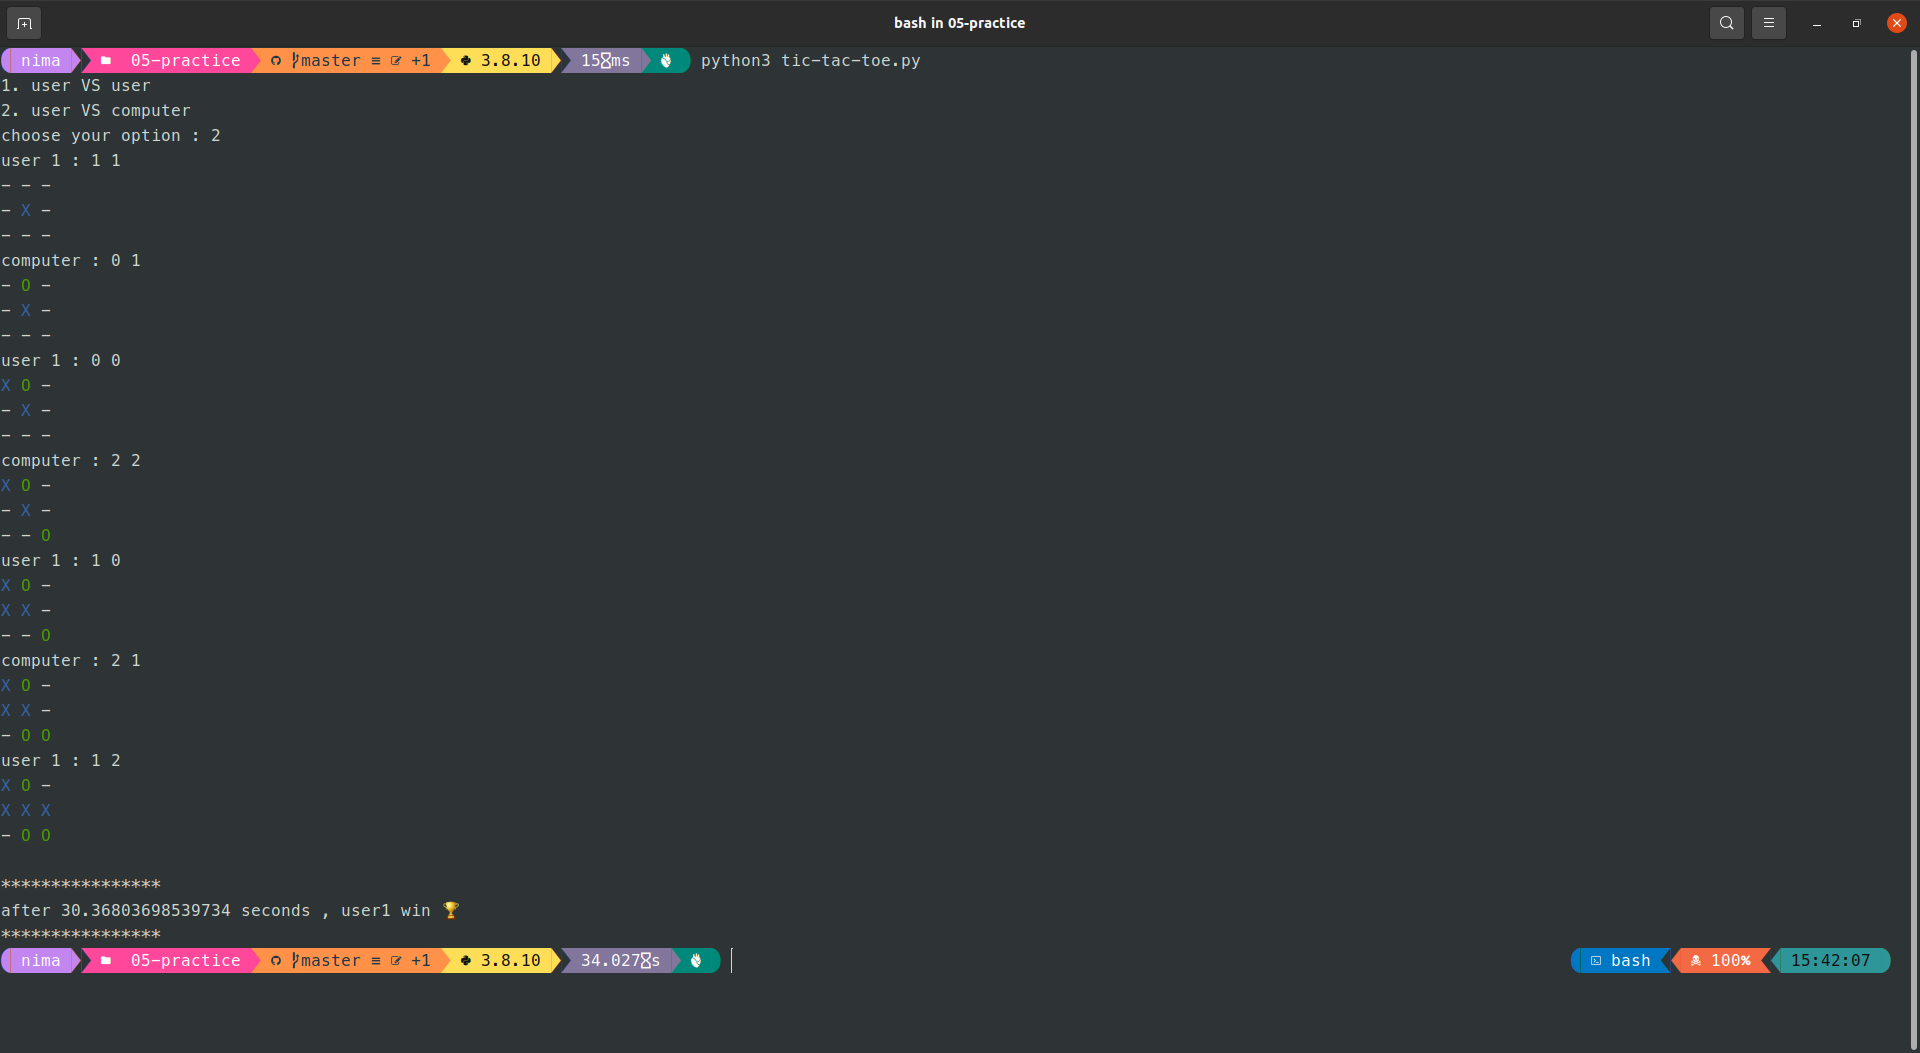 bash in 05-practice
nima 05-practice master ≡ +1 3.8.10 15ms python3 tic-tac-toe.py
1. user VS user
2. user VS computer
choose your option : 2
user 1 : 1 1
- - -
- X -
- - -
computer : 0 1
- O -
- X -
- - -
user 1 : 0 0
X O -
- X -
- - -
computer : 2 2
X O -
- X -
- - O
user 1 : 1 0
X O -
X X -
- - O
computer : 2 1
X O -
X X -
- O O
user 1 : 1 2
X O -
X X X
- O O
****************
after 30.36803698539734 seconds , user1 win 🏆
****************
nima 05-practice master ≡ +1 3.8.10 34.027s bash 100% 15:42:07